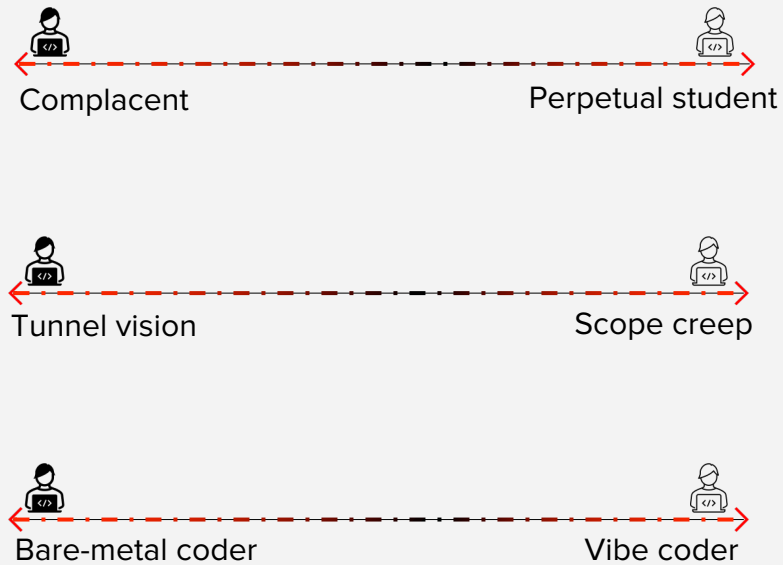 </>
</>
Complacent
Perpetual student
</>
</>
Tunnel vision
Scope creep
</>
</>
Bare-metal coder
Vibe coder